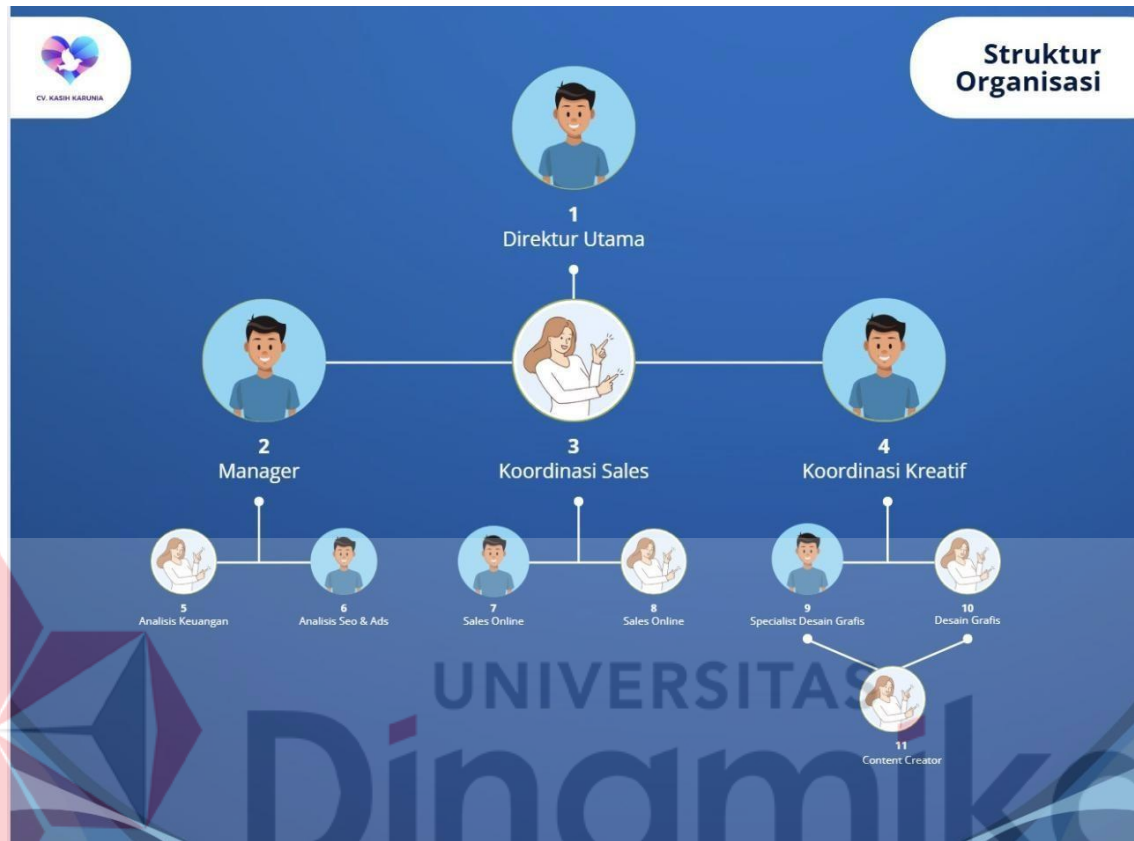 CV. KASIH KARUNIA
Struktur
Organisasi
1
Direktur Utama
2
Manager
3
Koordinasi Sales
4
Koordinasi Kreatif
5
Analisis Keuangan
6
Analisis Seo & Ads
7
Sales Online
8
Sales Online
9
Specialist Desain Grafis
10
Desain Grafis
11
Content Creator
UNIVERSITAS
Dinamika